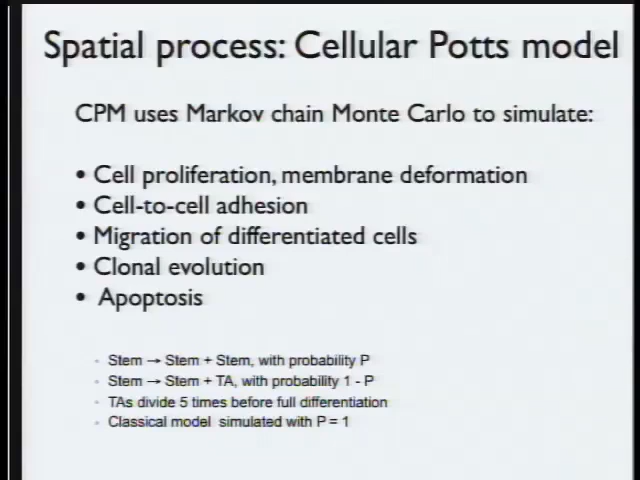 Spatial process: Cellular Potts model
CPM uses Markov chain Monte Carlo to simulate:
• Cell proliferation, membrane deformation
• Cell-to-cell adhesion
• Migration of differentiated cells
• Clonal evolution
• Apoptosis
◦ Stem → Stem + Stem, with probability P
◦ Stem → Stem + TA, with probability 1 - P
◦ TAs divide 5 times before full differentiation
◦ Classical model simulated with P = 1